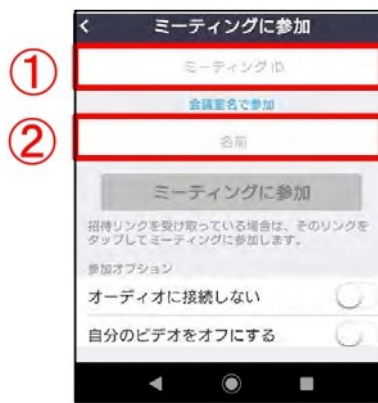 ミーティングに参加
①
ミーティング ID
会議室名で参加
②
名前
ミーティングに参加
招待リンクを受け取っている場合は、そのリンクを
タップしてミーティングに参加します。
参加オプション
オーディオに接続しない
自分のビデオをオフにする